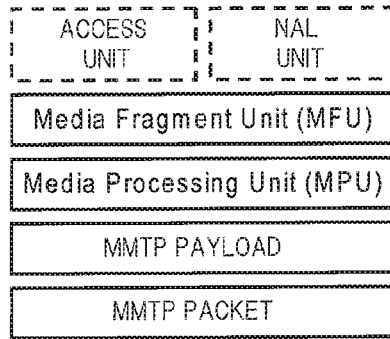 ACCESS
UNIT
NAL
UNIT
Media Fragment Unit (MFU)
Media Processing Unit (MPU)
MMTP PAYLOAD
MMTP PACKET